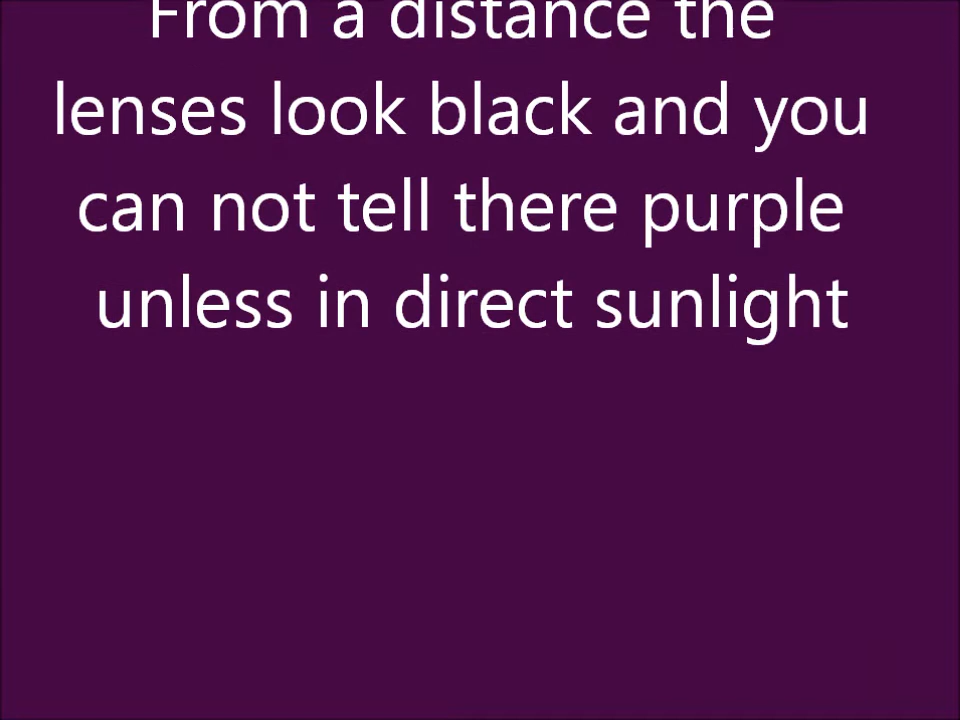 From a distance the
lenses look black and you
can not tell there purple
unless in direct sunlight